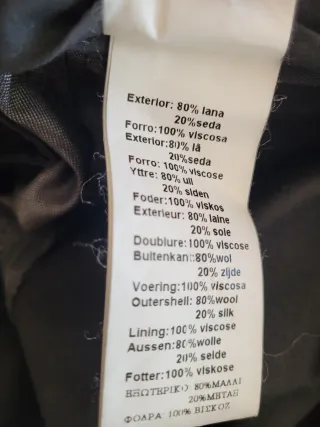 Exterior: 80% lana
20%seda
Forro:100% viscosa
Exterior:80% lã
20%seda
Forro: 100% viscose
Yttre: 80% ull
20% siden
Foder:100% viskos
Exterieur: 80% laine
20% sole
Doublure:100% viscose
Buitenkan::80%wol
20% zijde
Voering:100% viscosa
Outershell: 80%wool
20% silk
Lining:100% viscose
Aussen:80%wolle
20% seide
Fotter:100% viskose
ΕΞΩΤΕΡΙΚΟ: 80%ΜΑΛΛΙ
20%ΜΕΤΑΞΙ
ΦΟΔΡΑ: 100% ΒΙΣΚΟΖ